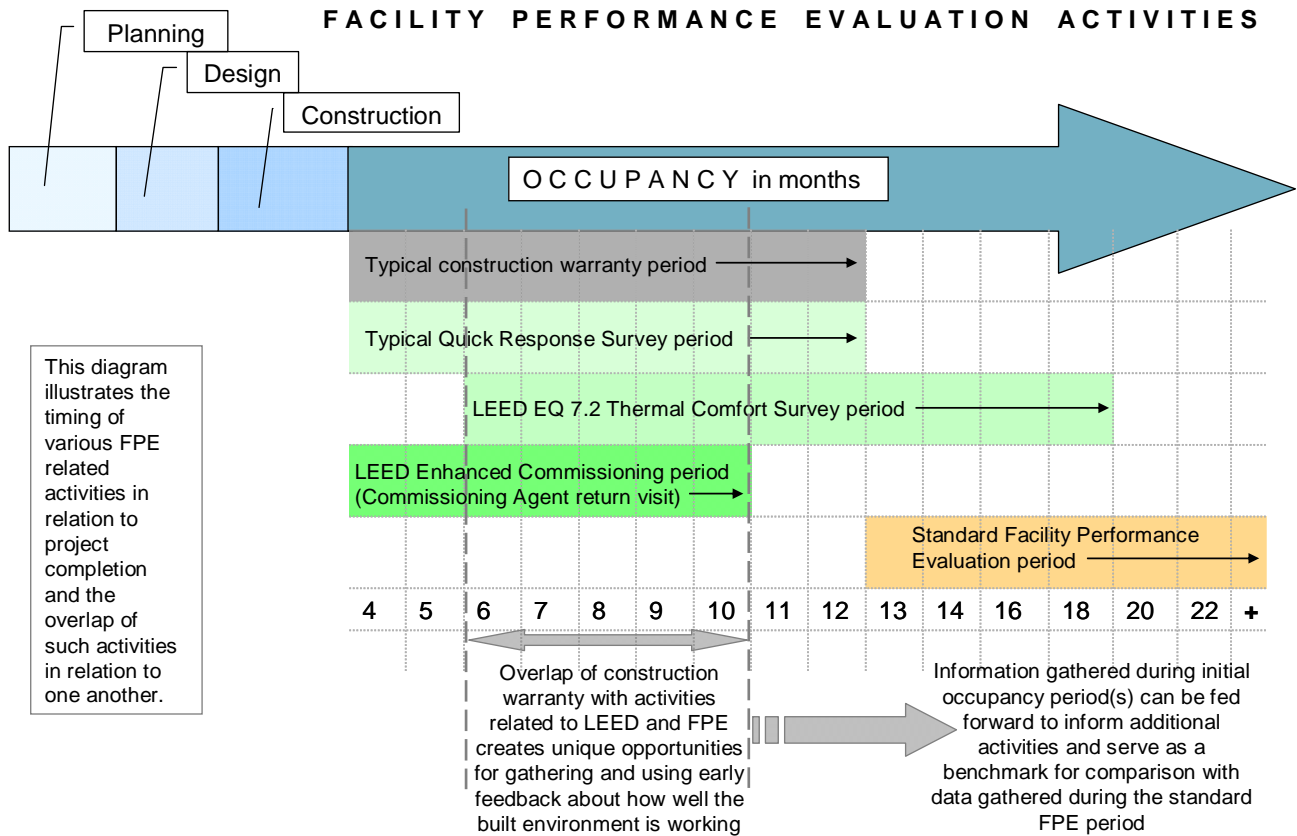 FACILITY PERFORMANCE EVALUATION ACTIVITIES
Planning
Design
Construction
OCCUPANCY in months
Typical construction warranty period
Typical Quick Response Survey period
LEED EQ 7.2 Thermal Comfort Survey period
LEED Enhanced Commissioning period
(Commissioning Agent return visit)
Standard Facility Performance
Evaluation period
4 5 6 7 8 9 10 11 12 13 14 16 18 20 22 +
This diagram
illustrates the
timing of
various FPE
related
activities in
relation to
project
completion
and the
overlap of
such activities
in relation to
one another.
Overlap of construction
warranty with activities
related to LEED and FPE
creates unique opportunities
for gathering and using early
feedback about how well the
built environment is working
Information gathered during initial
occupancy period(s) can be fed
forward to inform additional
activities and serve as a
benchmark for comparison with
data gathered during the standard
FPE period